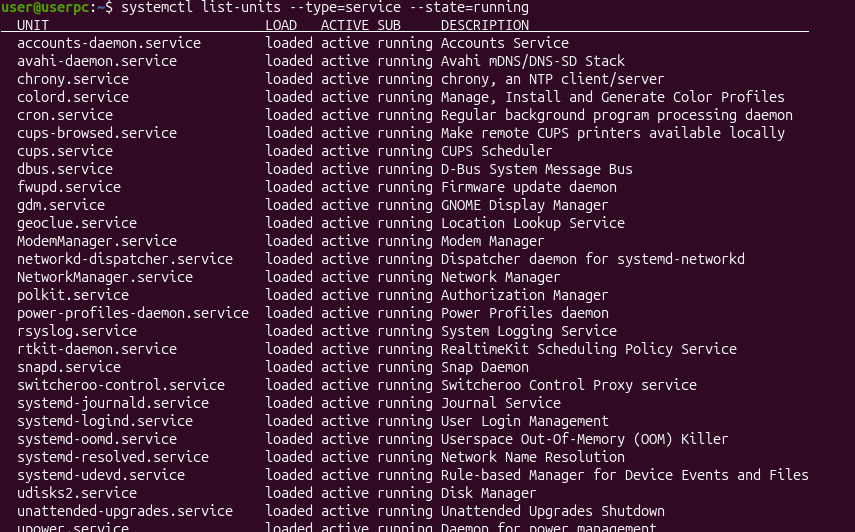 user@userpc:~$ systemctl list-units --type=service --state=running
UNIT LOAD ACTIVE SUB DESCRIPTION
accounts-daemon.service loaded active running Accounts Service
avahi-daemon.service loaded active running Avahi mDNS/DNS-SD Stack
chrony.service loaded active running chrony, an NTP client/server
colord.service loaded active running Manage, Install and Generate Color Profiles
cron.service loaded active running Regular background program processing daemon
cups-browsed.service loaded active running Make remote CUPS printers available locally
cups.service loaded active running CUPS Scheduler
dbus.service loaded active running D-Bus System Message Bus
fwupd.service loaded active running Firmware update daemon
gdm.service loaded active running GNOME Display Manager
geoclue.service loaded active running Location Lookup Service
ModemManager.service loaded active running Modem Manager
networkd-dispatcher.service loaded active running Dispatcher daemon for systemd-networkd
NetworkManager.service loaded active running Network Manager
polkit.service loaded active running Authorization Manager
power-profiles-daemon.service loaded active running Power Profiles daemon
rsyslog.service loaded active running System Logging Service
rtkit-daemon.service loaded active running RealtimeKit Scheduling Policy Service
snapd.service loaded active running Snap Daemon
switcheroo-control.service loaded active running Switcheroo Control Proxy service
systemd-journald.service loaded active running Journal Service
systemd-logind.service loaded active running User Login Management
systemd-oomd.service loaded active running Userspace Out-Of-Memory (OOM) Killer
systemd-resolved.service loaded active running Network Name Resolution
systemd-udevd.service loaded active running Rule-based Manager for Device Events and Files
udisks2.service loaded active running Disk Manager
unattended-upgrades.service loaded active running Unattended Upgrades Shutdown
upower.service loaded active running Daemon for power management